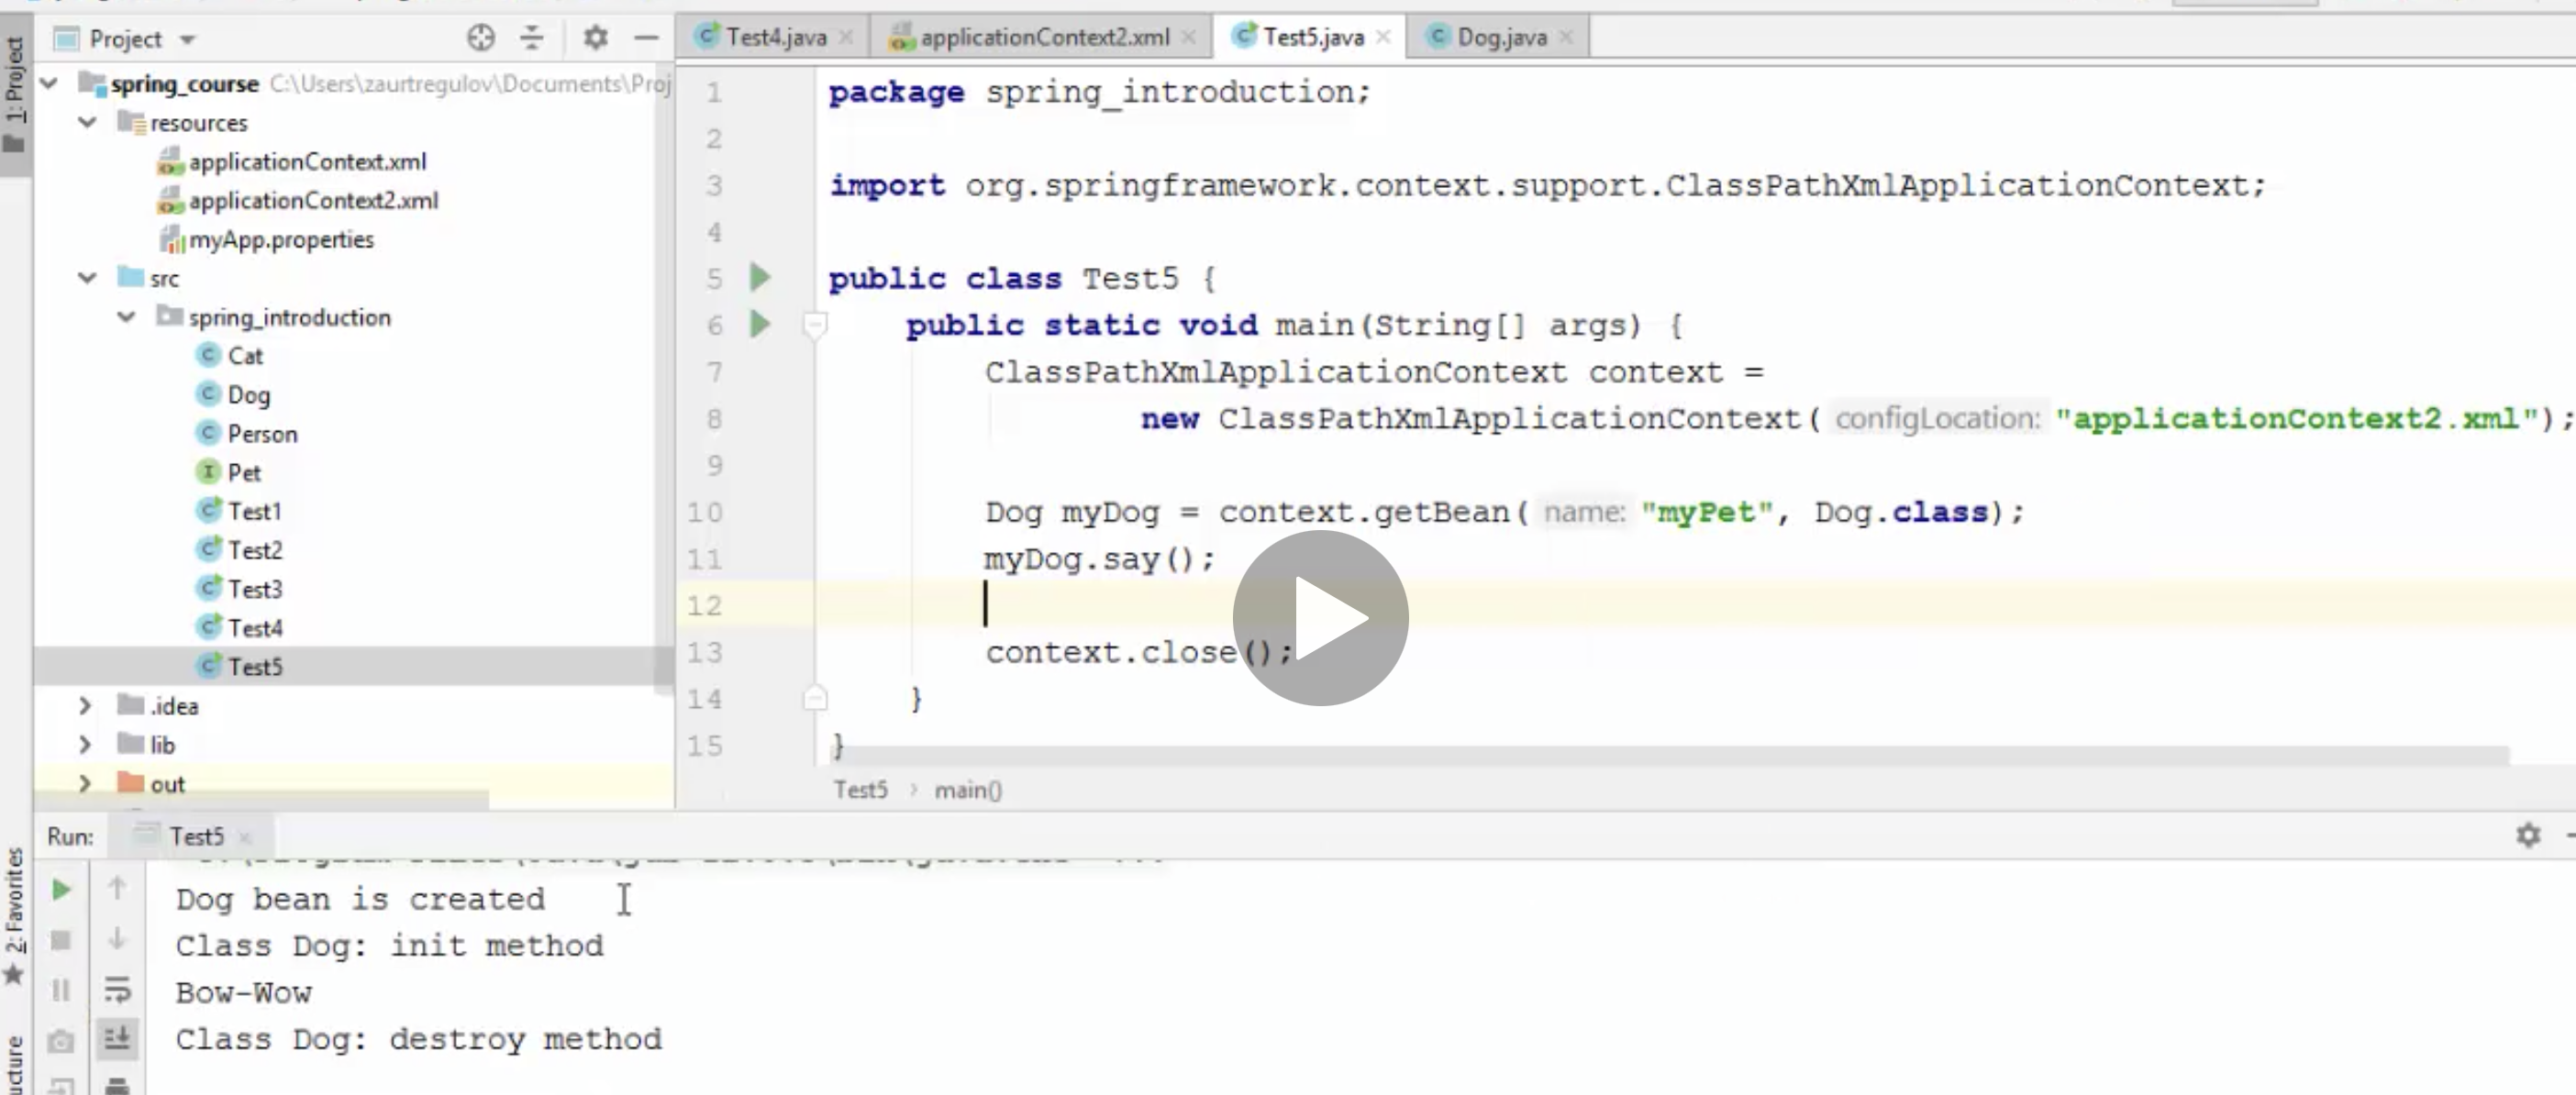 1: Project
Project
spring_course C:\Users\zaurtregulov\Documents\Proj
resources
applicationContext.xml
applicationContext2.xml
myApp.properties
src
spring_introduction
Cat
Dog
Person
Pet
Test1
Test2
Test3
Test4
Test5
.idea
lib
out
Test4.java
applicationContext2.xml
Test5.java
Dog.java
1 package spring_introduction;
2
3 import org.springframework.context.support.ClassPathXmlApplicationContext;
4
5 public class Test5 {
6 public static void main(String[] args) {
7 ClassPathXmlApplicationContext context =
8 new ClassPathXmlApplicationContext( configLocation: "applicationContext2.xml");
9
10 Dog myDog = context.getBean( name: "myPet", Dog.class);
11 myDog.say();
12
13 context.close();
14 }
15 }
Test5 › main()
Run: Test5
Dog bean is created
Class Dog: init method
Bow-Wow
Class Dog: destroy method
2: Favorites